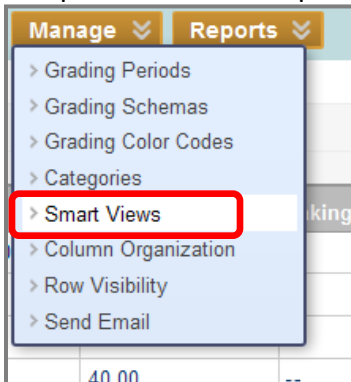 Manage Reports
> Grading Periods
> Grading Schemas
> Grading Color Codes
> Categories
> Smart Views
king
> Column Organization
> Row Visibility
> Send Email
40.00 --